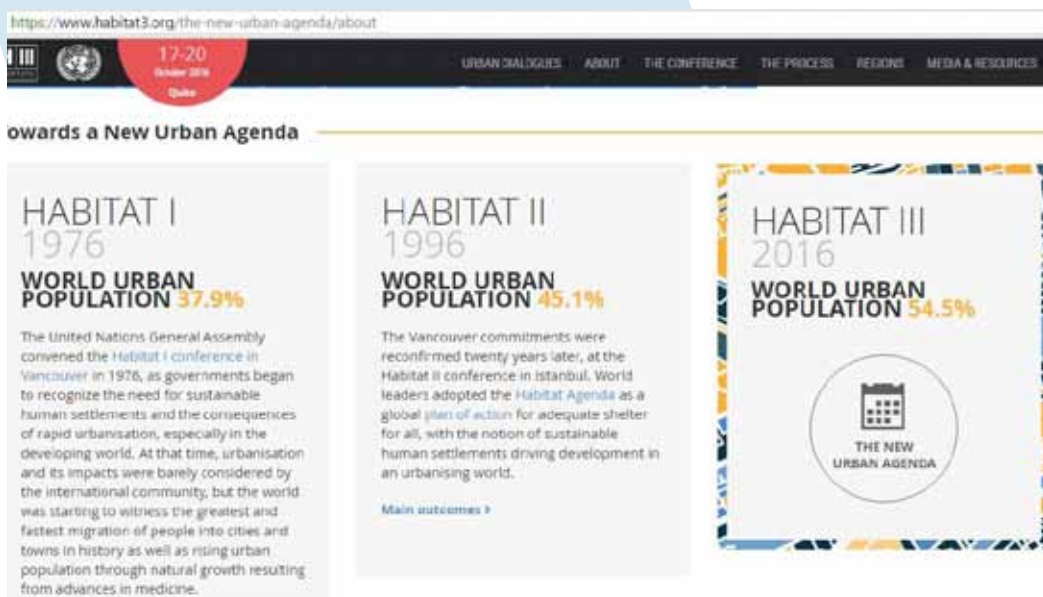 https://www.habitat3.org/the-new-urban-agenda/about
III
17-20
October 2016
Quito
URBAN DIALOGUES ABOUT THE CONFERENCE THE PROCESS REGIONS MEDIA & RESOURCES
owards a New Urban Agenda
HABITAT I
1976
WORLD URBAN
POPULATION 37.9%
The United Nations General Assembly
convened the Habitat I conference in
Vancouver in 1976, as governments began
to recognize the need for sustainable
human settlements and the consequences
of rapid urbanisation, especially in the
developing world. At that time, urbanisation
and its impacts were barely considered by
the international community, but the world
was starting to witness the greatest and
fastest migration of people into cities and
towns in history as well as rising urban
population through natural growth resulting
from advances in medicine.
HABITAT II
1996
WORLD URBAN
POPULATION 45.1%
The Vancouver commitments were
reconfirmed twenty years later, at the
Habitat II conference in Istanbul. World
leaders adopted the Habitat Agenda as a
global plan of action for adequate shelter
for all, with the notion of sustainable
human settlements driving development in
an urbanising world.
Main outcomes
HABITAT III
2016
WORLD URBAN
POPULATION 54.5%
THE NEW
URBAN AGENDA